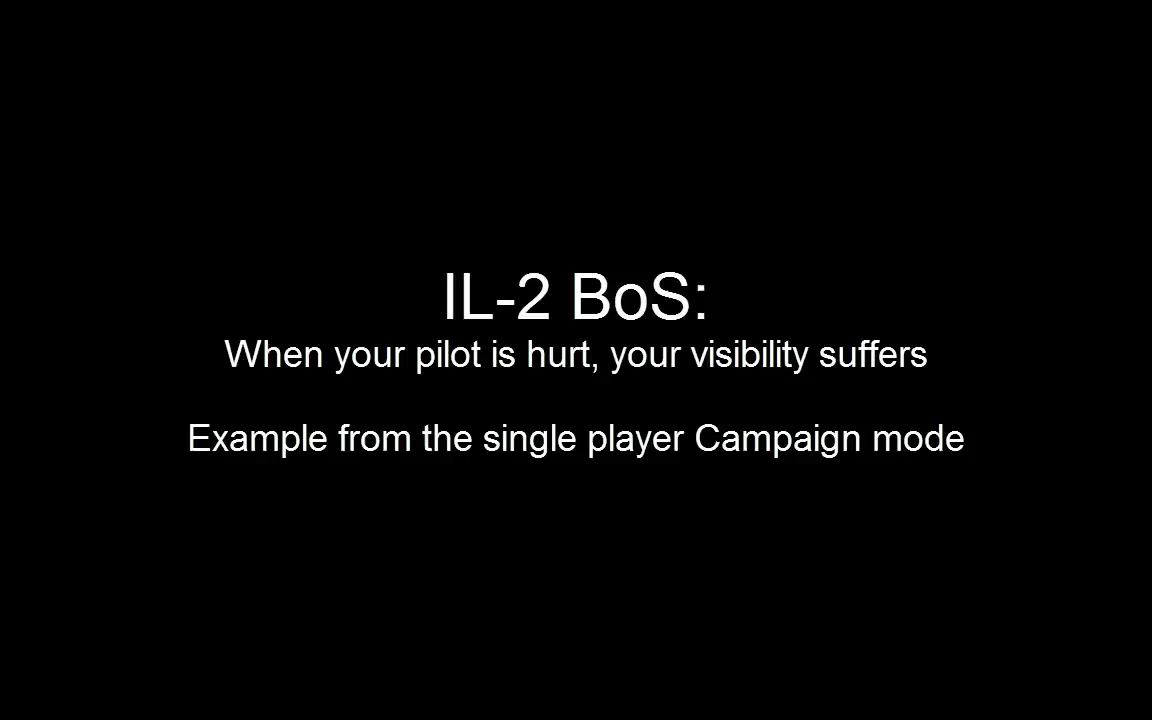 IL-2 BoS:
When your pilot is hurt, your visibility suffers
Example from the single player Campaign mode